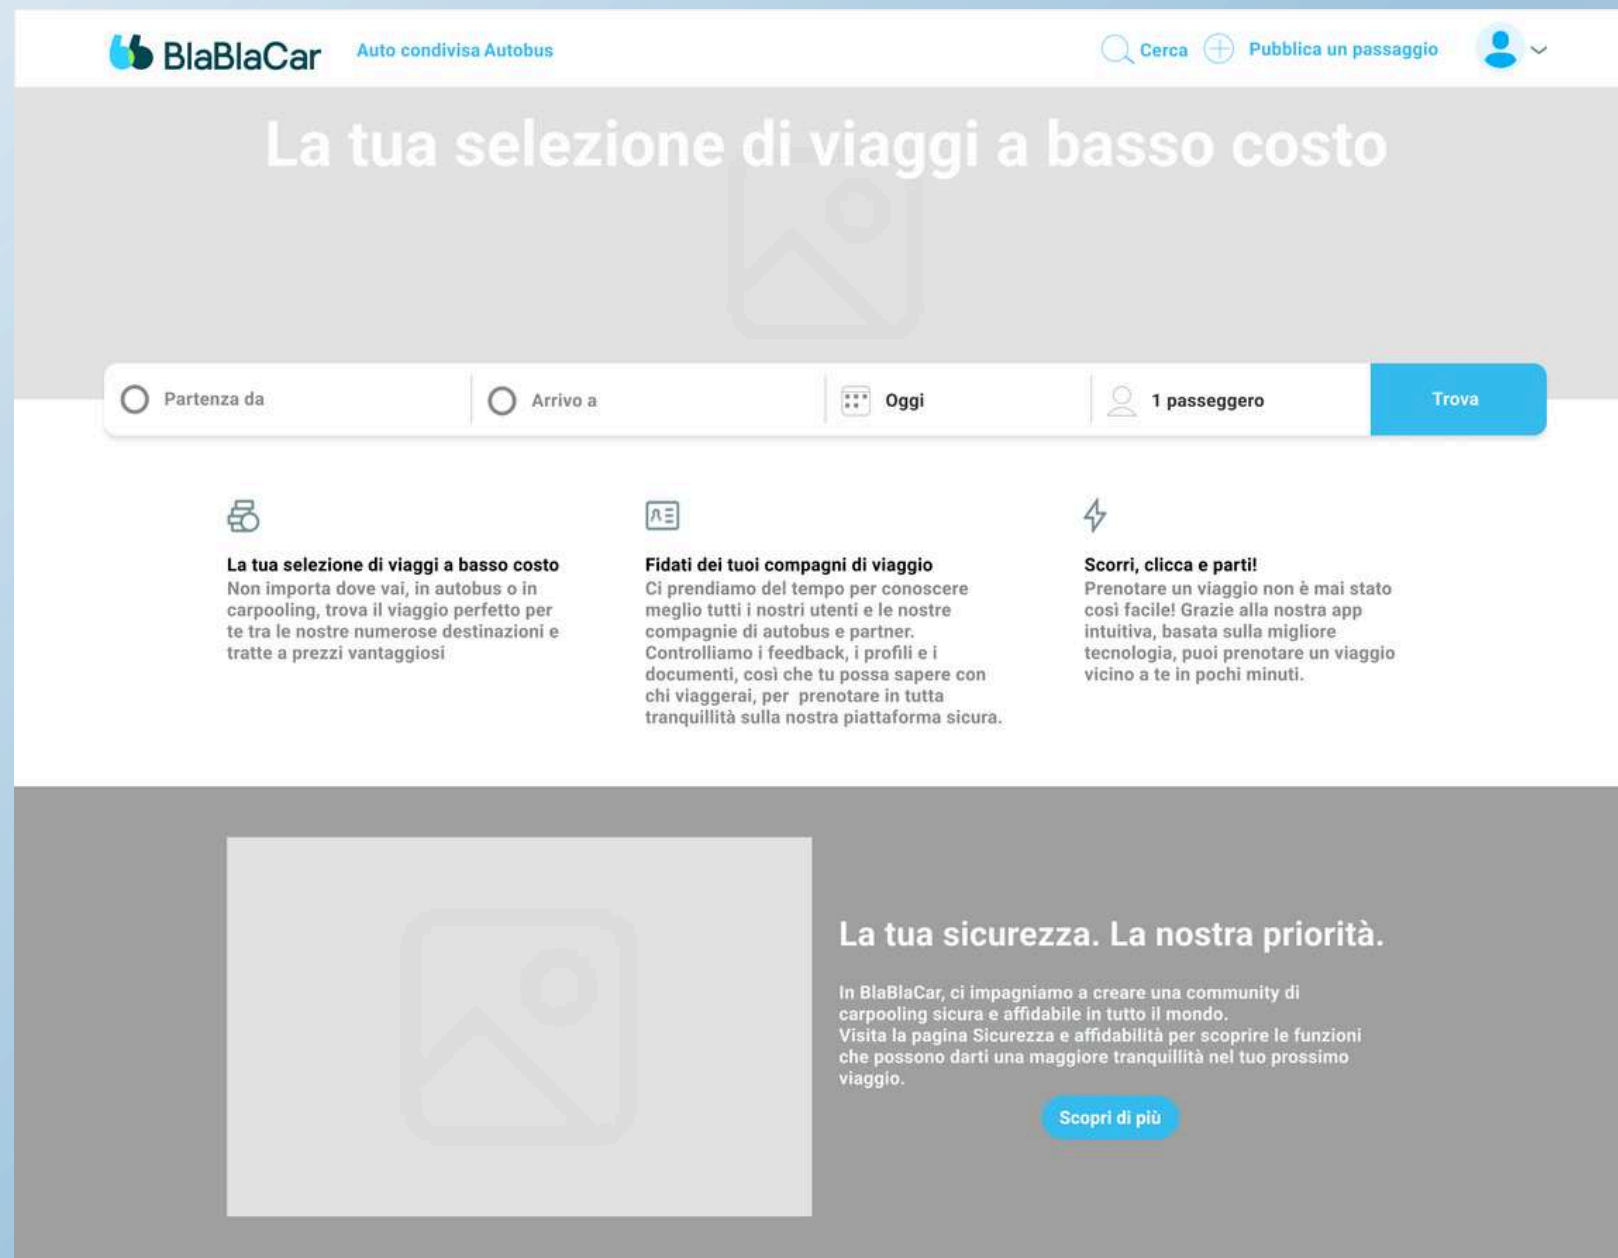 BlaBlaCar Auto condivisa Autobus Cerca Pubblica un passaggio
La tua selezione di viaggi a basso costo
Partenza da Arrivo a Oggi 1 passeggero Trova
La tua selezione di viaggi a basso costo
Non importa dove vai, in autobus o in
carpooling, trova il viaggio perfetto per
te tra le nostre numerose destinazioni e
tratte a prezzi vantaggiosi
Fidati dei tuoi compagni di viaggio
Ci prendiamo del tempo per conoscere
meglio tutti i nostri utenti e le nostre
compagnie di autobus e partner.
Controlliamo i feedback, i profili e i
documenti, così che tu possa sapere con
chi viaggerai, per prenotare in tutta
tranquillità sulla nostra piattaforma sicura.
Scorri, clicca e parti!
Prenotare un viaggio non è mai stato
così facile! Grazie alla nostra app
intuitiva, basata sulla migliore
tecnologia, puoi prenotare un viaggio
vicino a te in pochi minuti.
La tua sicurezza. La nostra priorità.
In BlaBlaCar, ci impagniamo a creare una community di
carpooling sicura e affidabile in tutto il mondo.
Visita la pagina Sicurezza e affidabilità per scoprire le funzioni
che possono darti una maggiore tranquillità nel tuo prossimo
viaggio.
Scopri di più